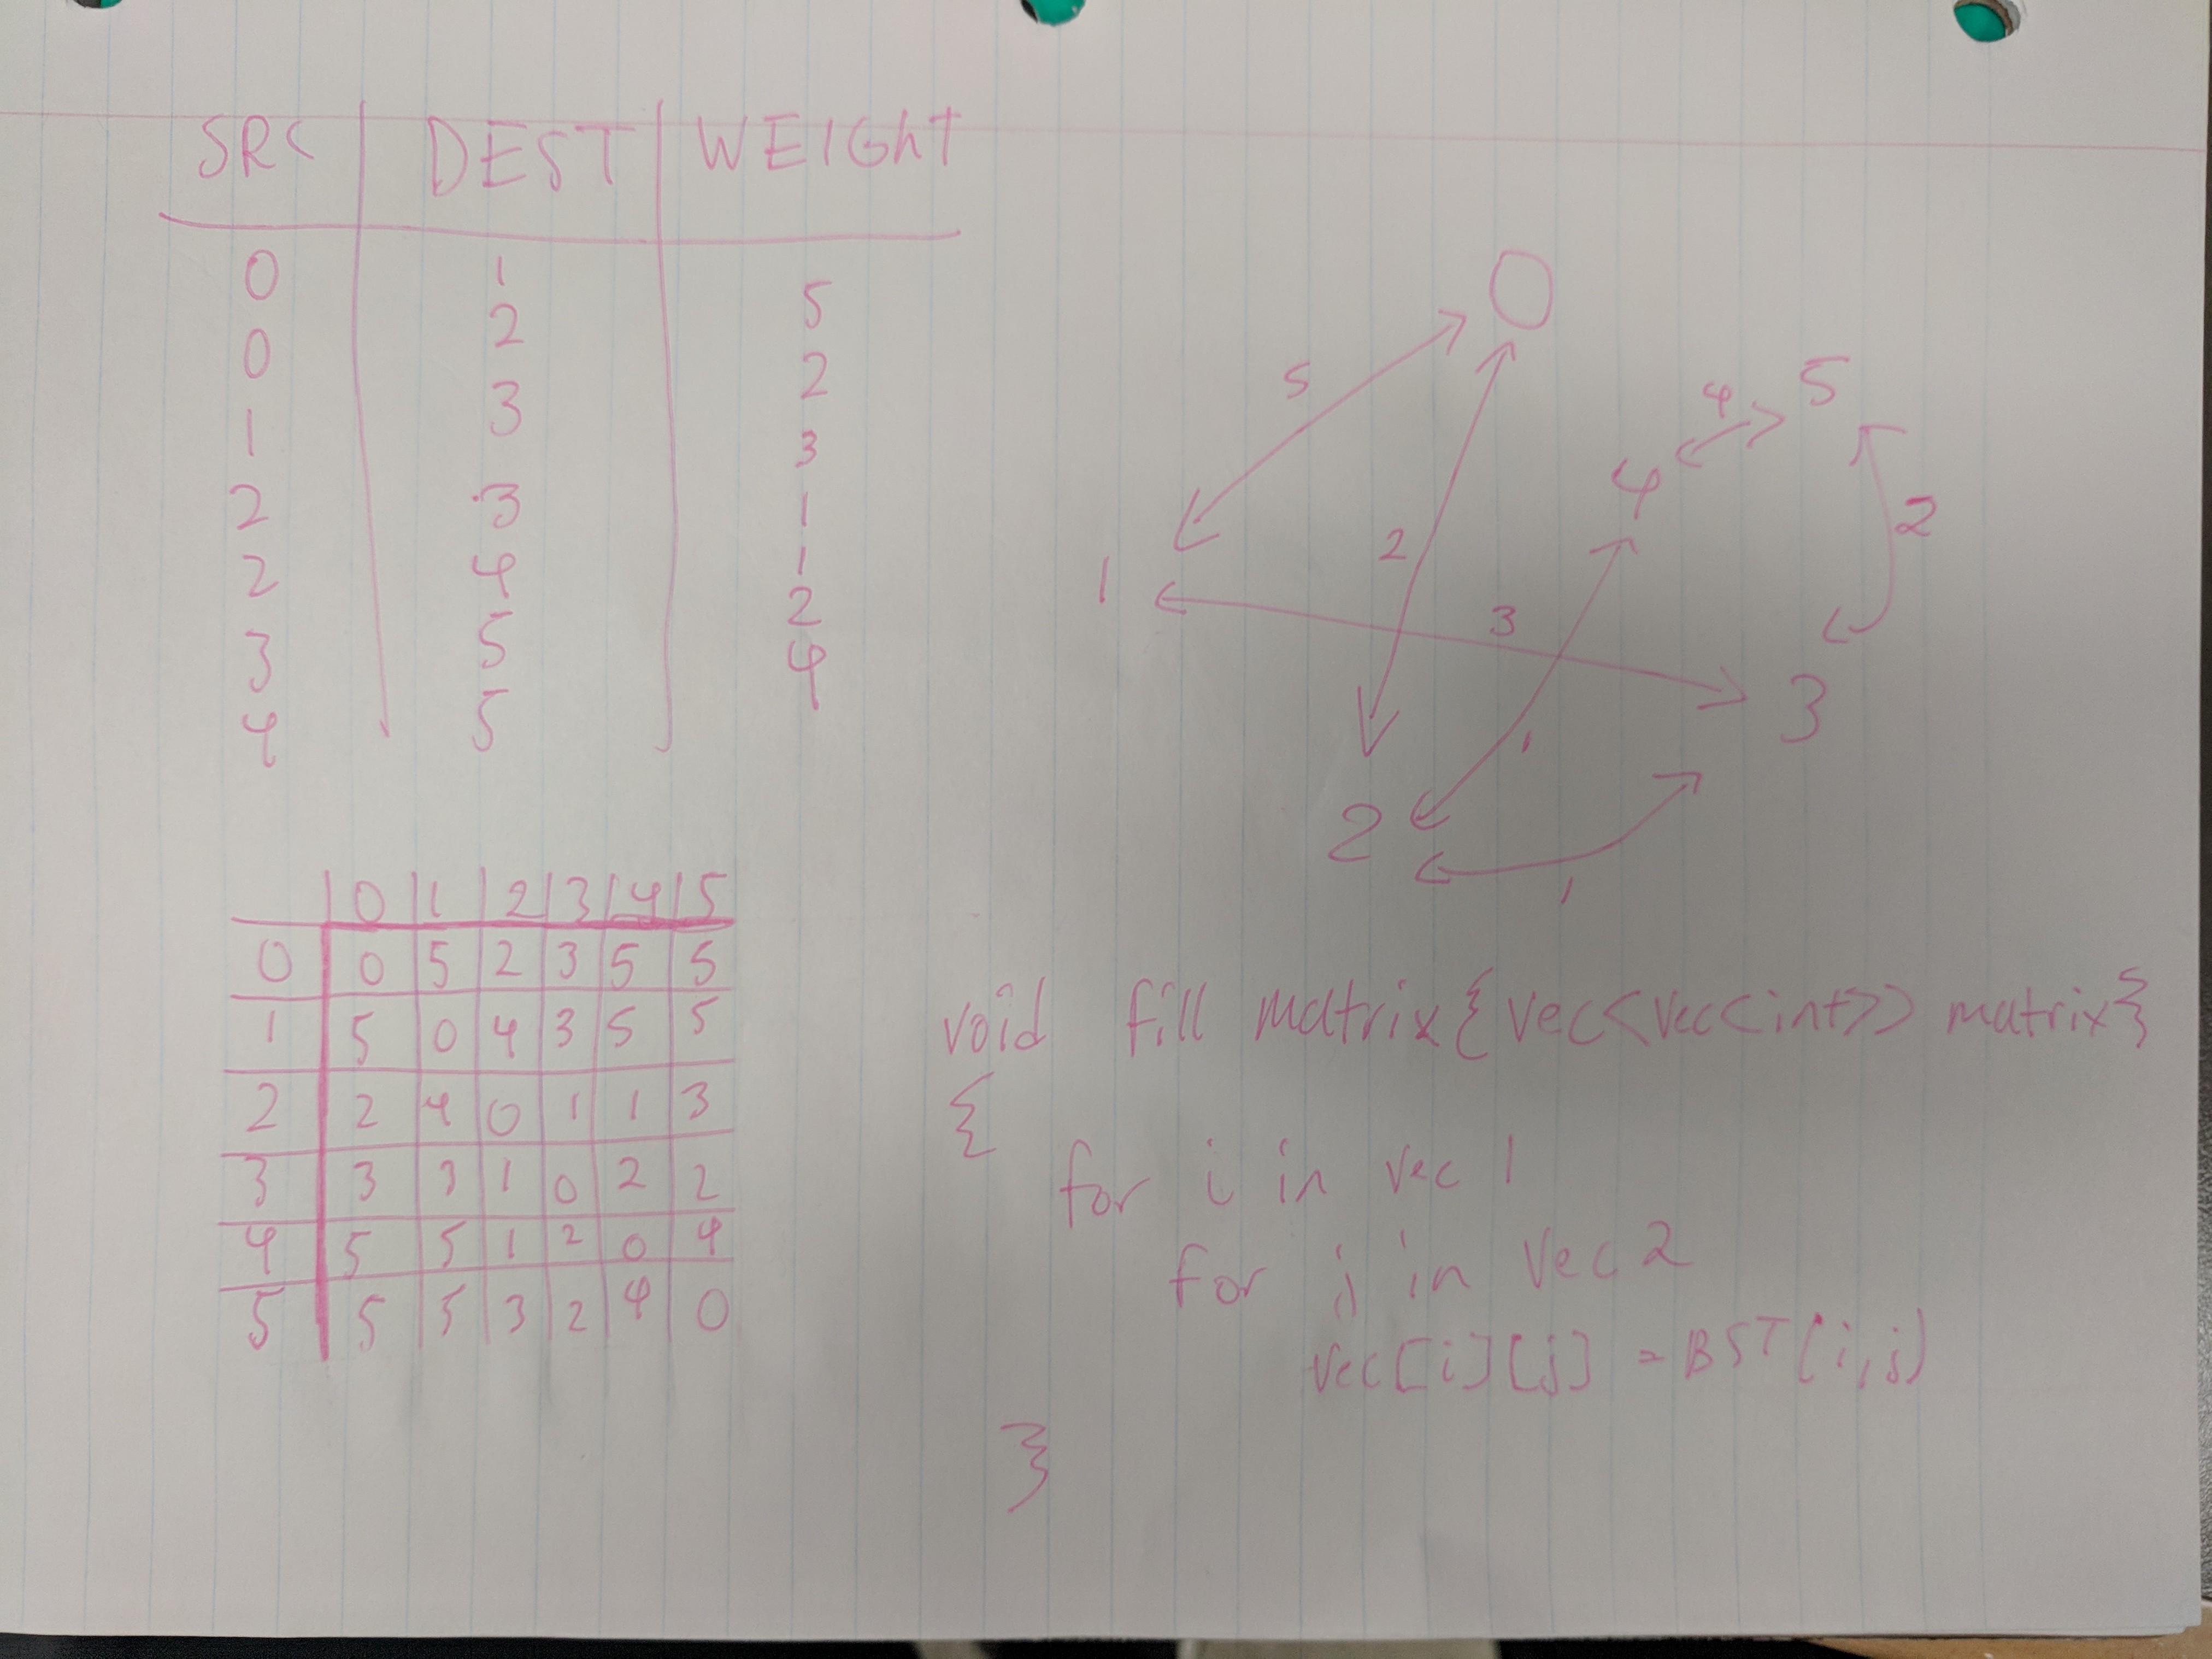 SRC DEST WEIGhT
0 1 5
0 2 2
1 3 3
2 3 1
2 4 1
3 5 2
4 5 4
0
5
4
5
4
2
2
1
3
3
1
2
1
0 1 2 3 4 5
0 0 5 2 3 5 5
1 5 0 4 3 5 5
2 2 4 0 1 1 3
3 3 3 1 0 2 2
4 5 5 1 2 0 4
5 5 5 3 2 4 0
void fill matrix{vec<vec<int>> matrix}
{
for i in vec 1
for j in vec 2
vec[i][j] = BST(i,j)
}